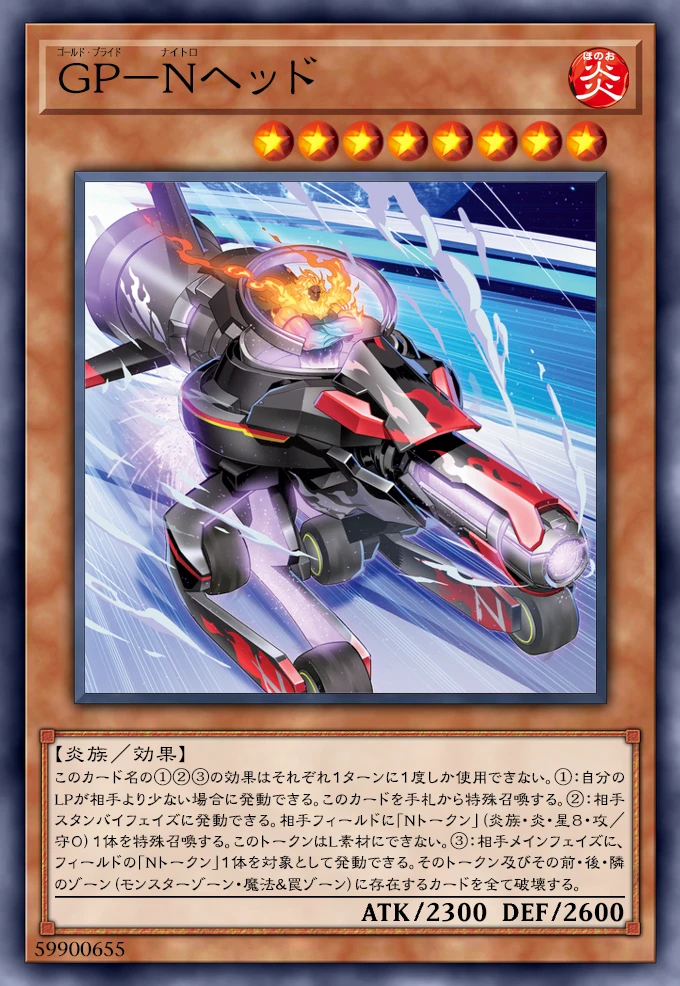 ゴールド・プライド ナイトロ
GP－Nヘッド
ほのお
炎
【炎族／効果】
このカード名の①②③の効果はそれぞれ1ターンに1度しか使用できない。①：自分の
LPが相手より少ない場合に発動できる。このカードを手札から特殊召喚する。②：相手
スタンバイフェイズに発動できる。相手フィールドに「Nトークン」（炎族・炎・星8・攻／
守0）1体を特殊召喚する。このトークンはL素材にできない。③：相手メインフェイズに、
フィールドの「Nトークン」1体を対象として発動できる。そのトークン及びその前・後・隣
のゾーン（モンスターゾーン・魔法&罠ゾーン）に存在するカードを全て破壊する。
ATK/2300 DEF/2600
59900655